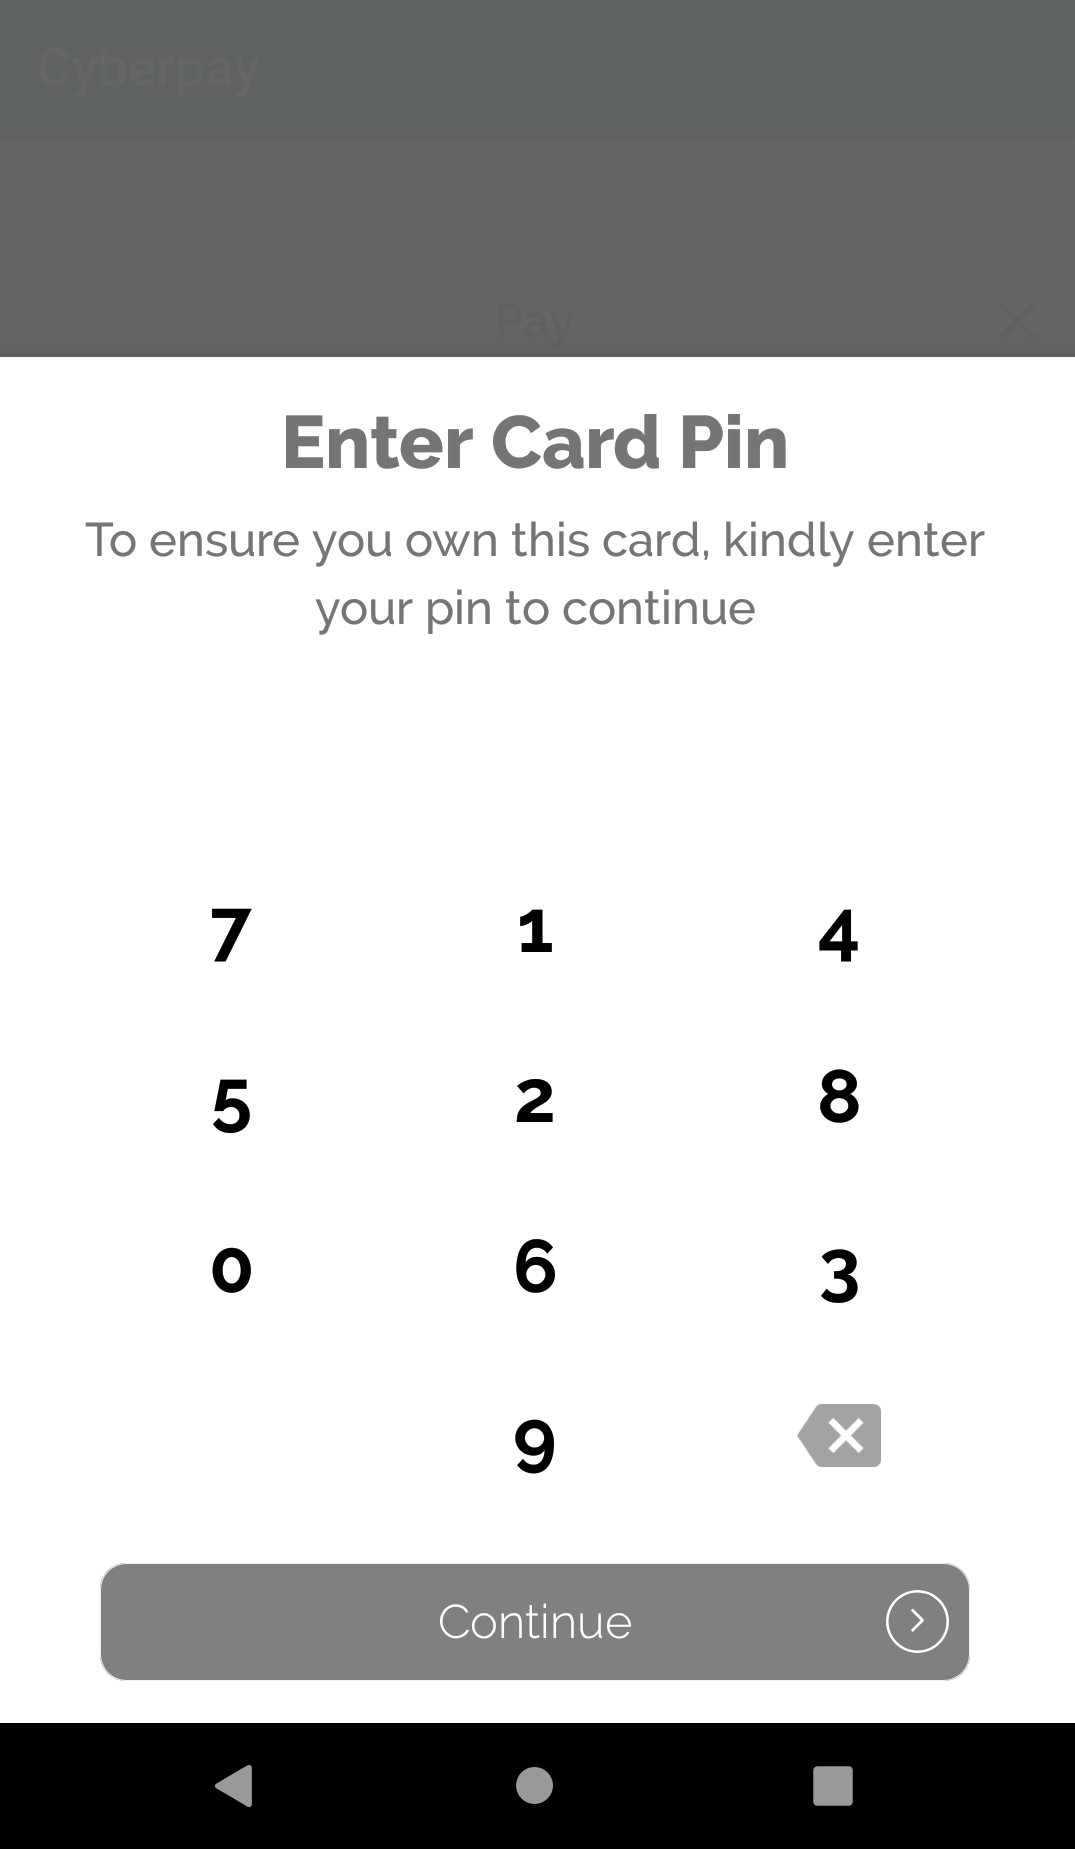 Cyberpay
Pay
Enter Card Pin
To ensure you own this card, kindly enter
your pin to continue
7 1 4
5 2 8
0 6 3
9
Continue